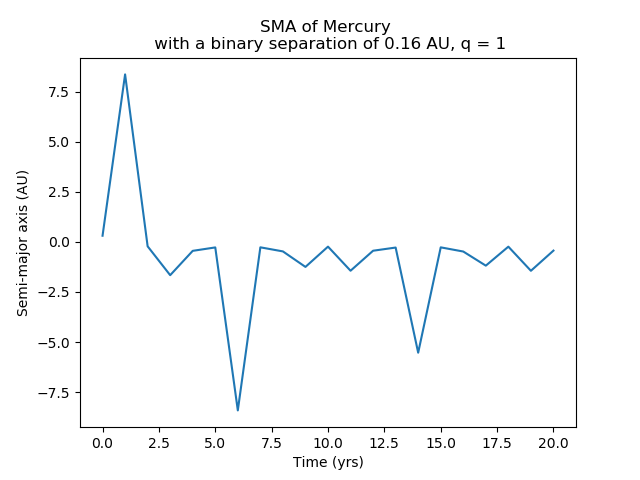 SMA of Mercury
with a binary separation of 0.16 AU, q = 1
7.5
5.0
2.5
0.0
−2.5
−5.0
−7.5
Semi-major axis (AU)
0.0 2.5 5.0 7.5 10.0 12.5 15.0 17.5 20.0
Time (yrs)